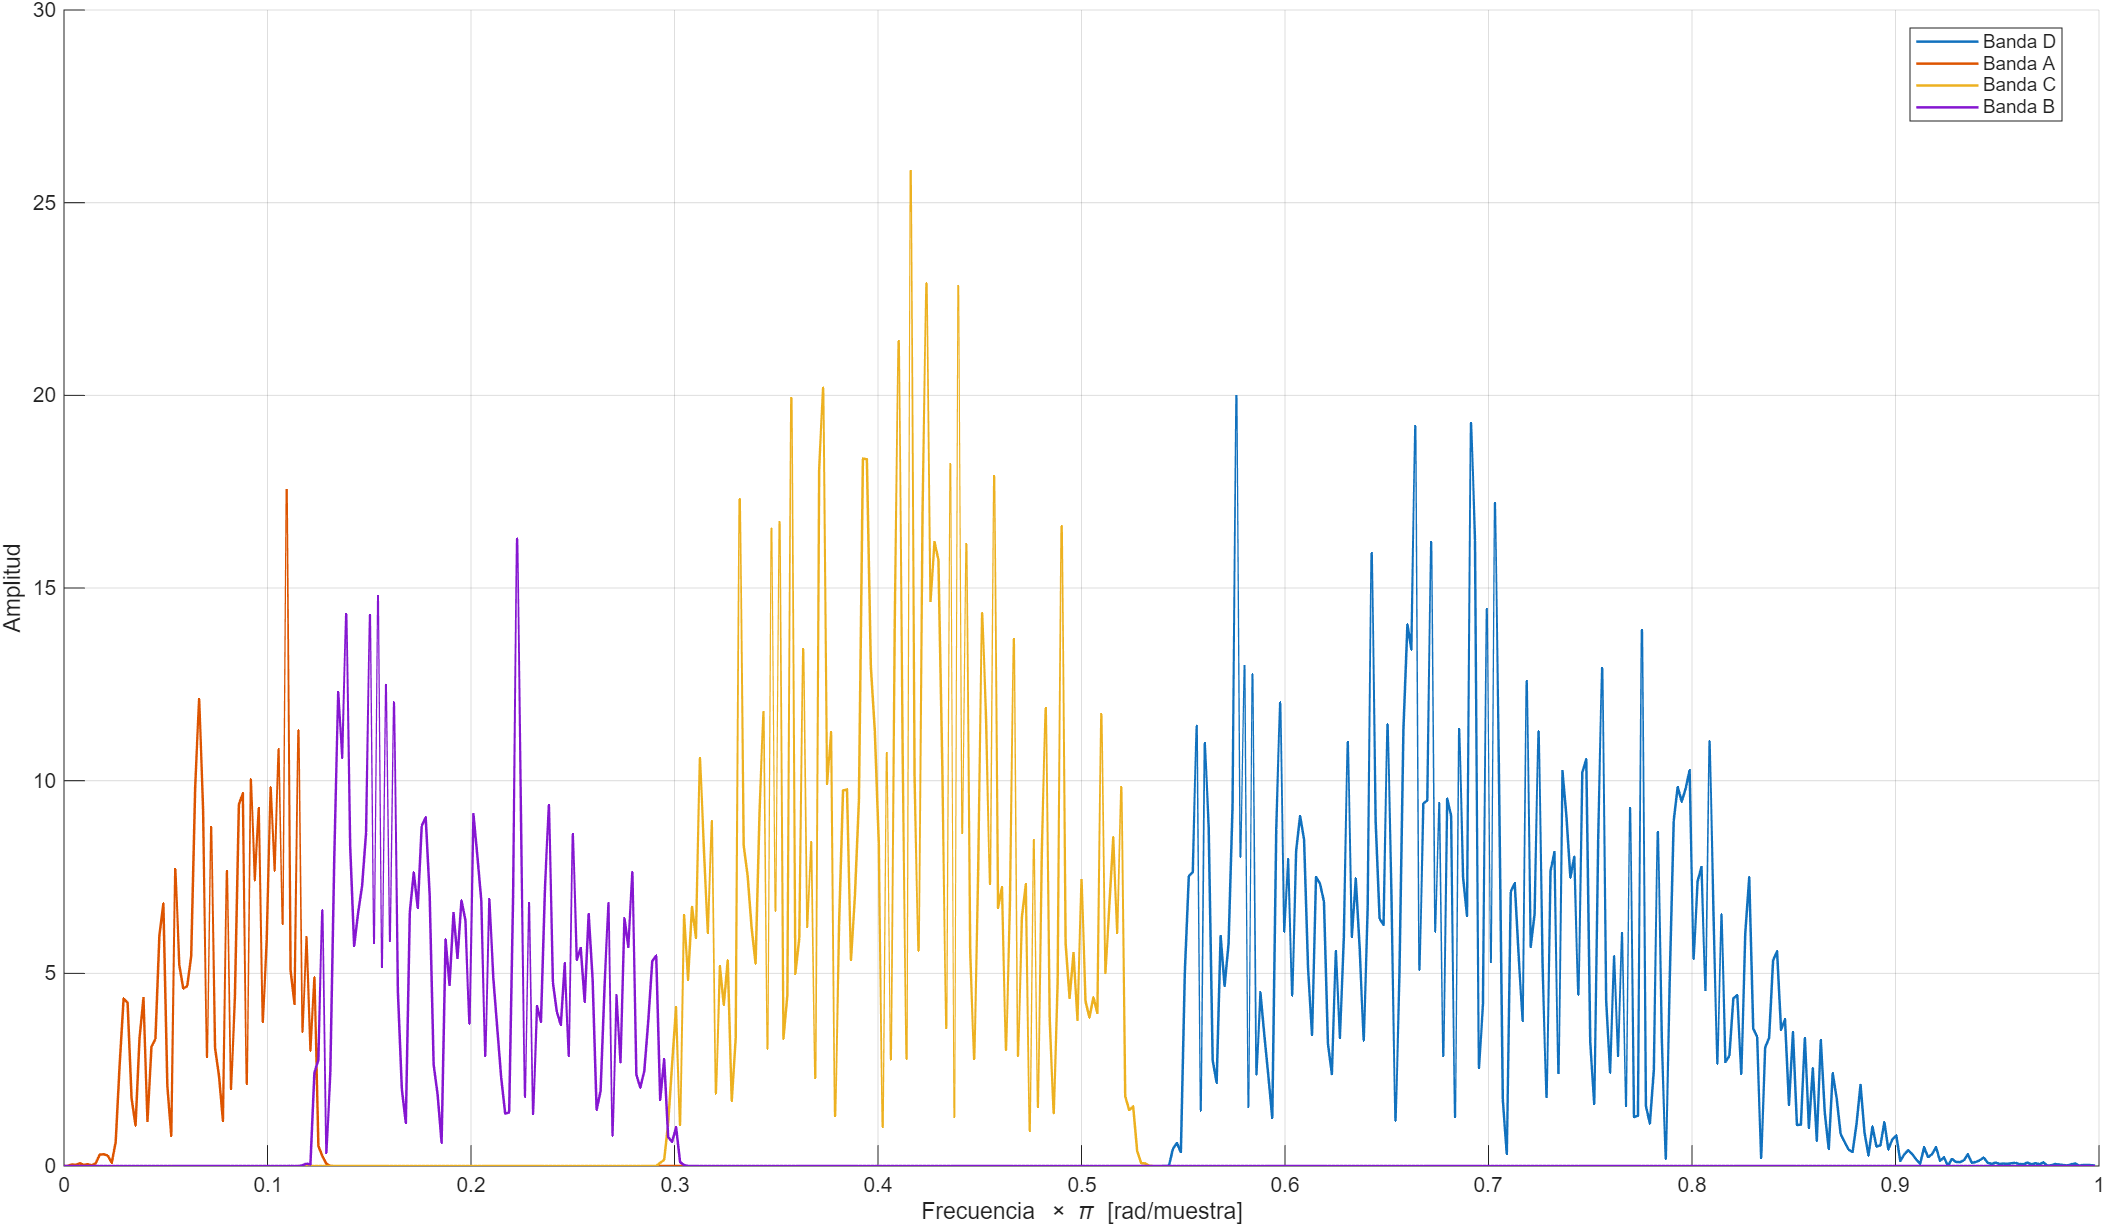 30
25
20
15
10
5
0
Amplitud
Banda D
Banda A
Banda C
Banda B
0 0.1 0.2 0.3 0.4 0.5 0.6 0.7 0.8 0.9 1
Frecuencia × π [rad/muestra]